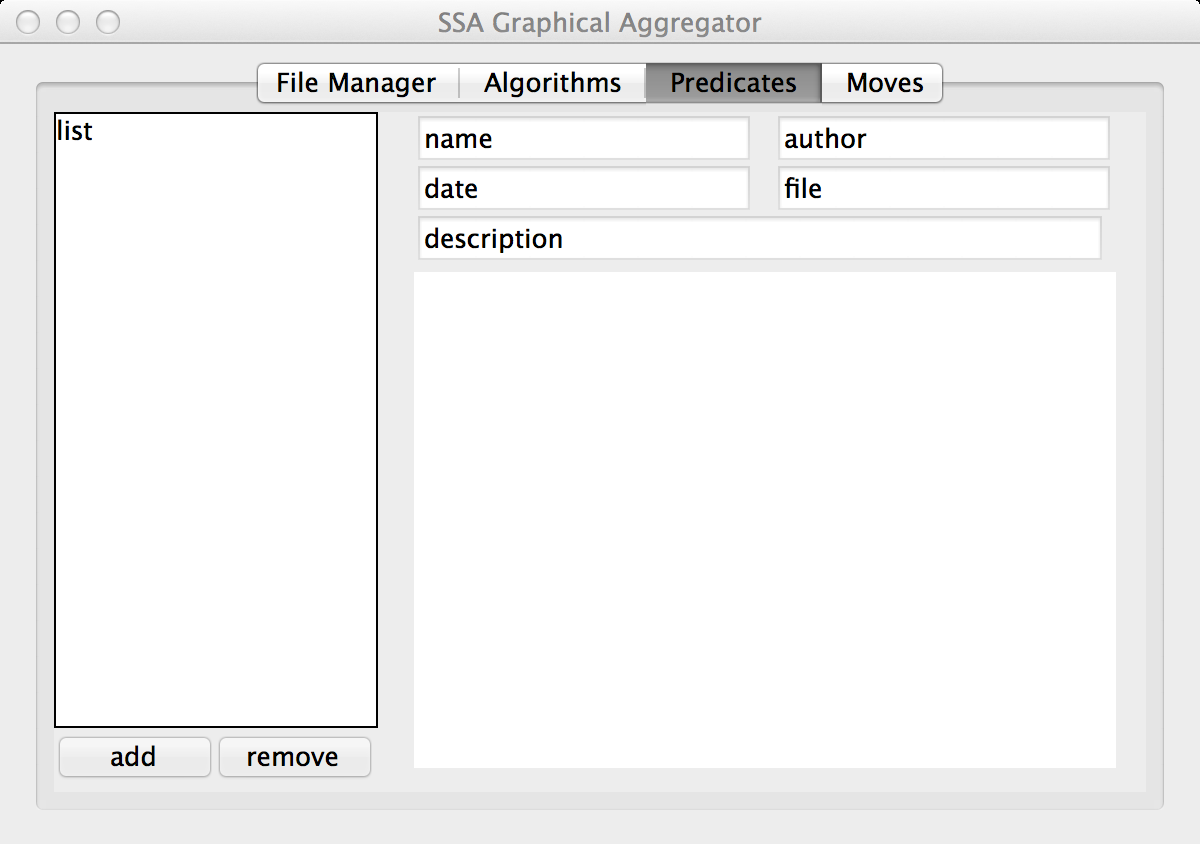 SSA Graphical Aggregator
File Manager Algorithms Predicates Moves
list
name author
date file
description
add remove